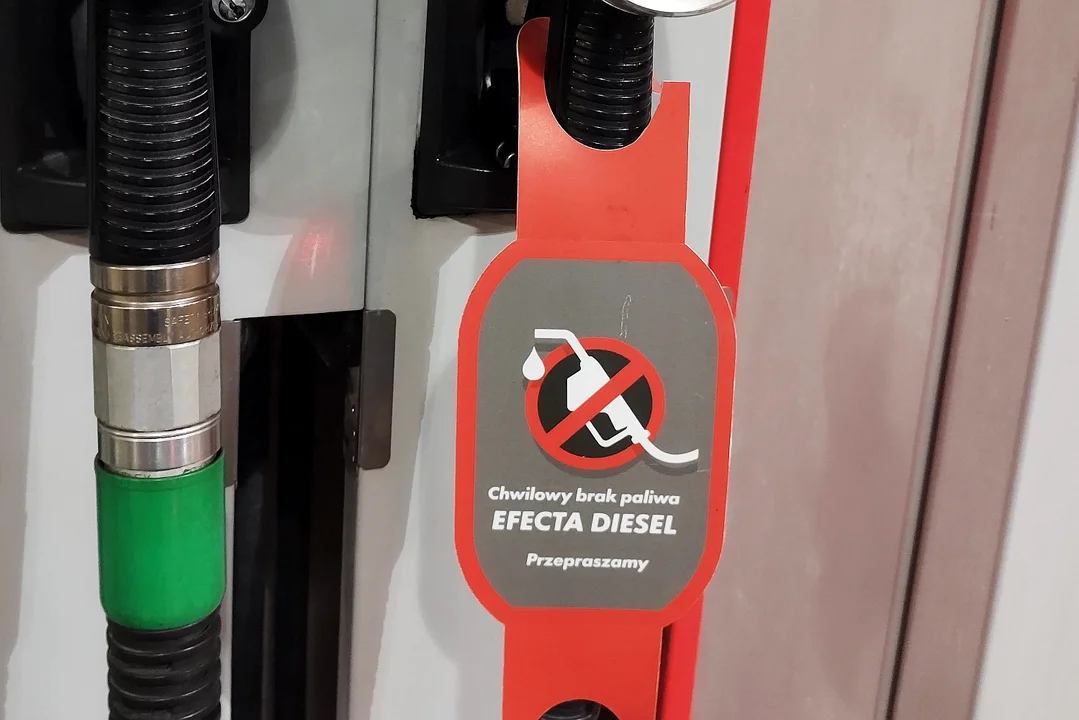 Chwilowy brak paliwa
EFECTA DIESEL
Przepraszamy